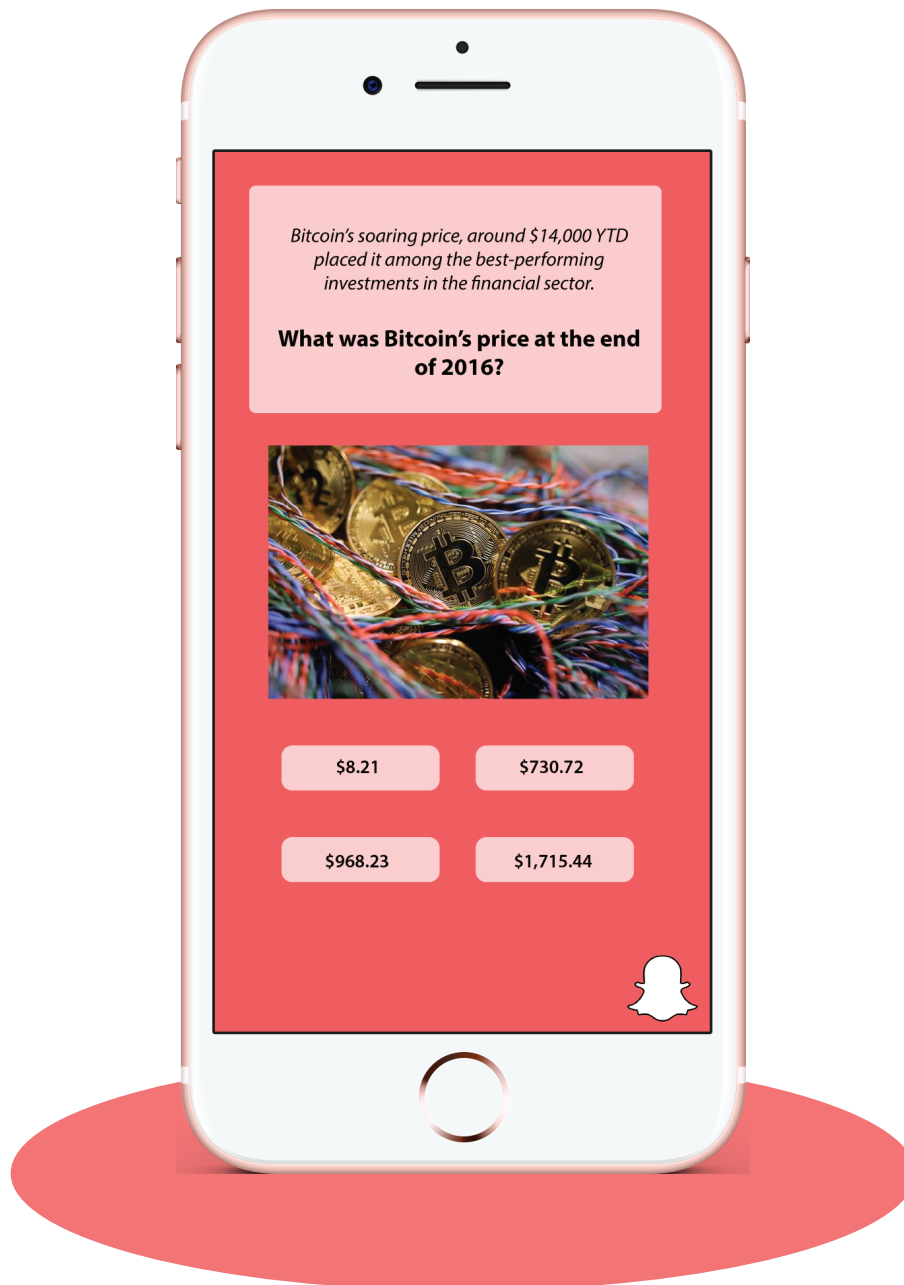 Bitcoin’s soaring price, around $14,000 YTD
placed it among the best-performing
investments in the financial sector.
What was Bitcoin’s price at the end
of 2016?
$8.21
$730.72
$968.23
$1,715.44